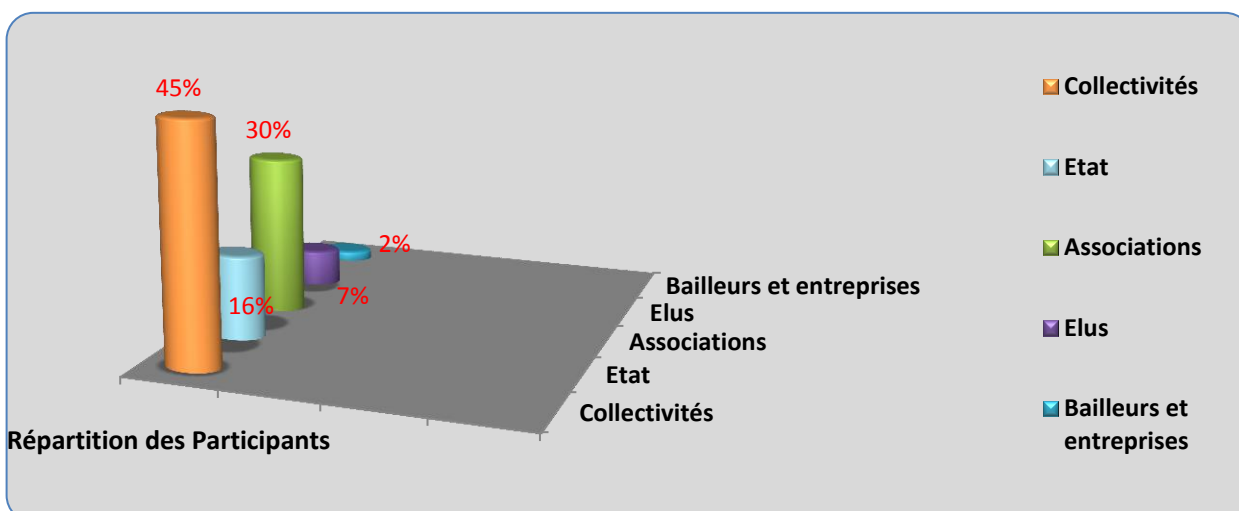 45%
30%
16%
7%
2%
Bailleurs et entreprises
Elus
Associations
Etat
Collectivités
Répartition des Participants
Collectivités
Etat
Associations
Elus
Bailleurs et
entreprises